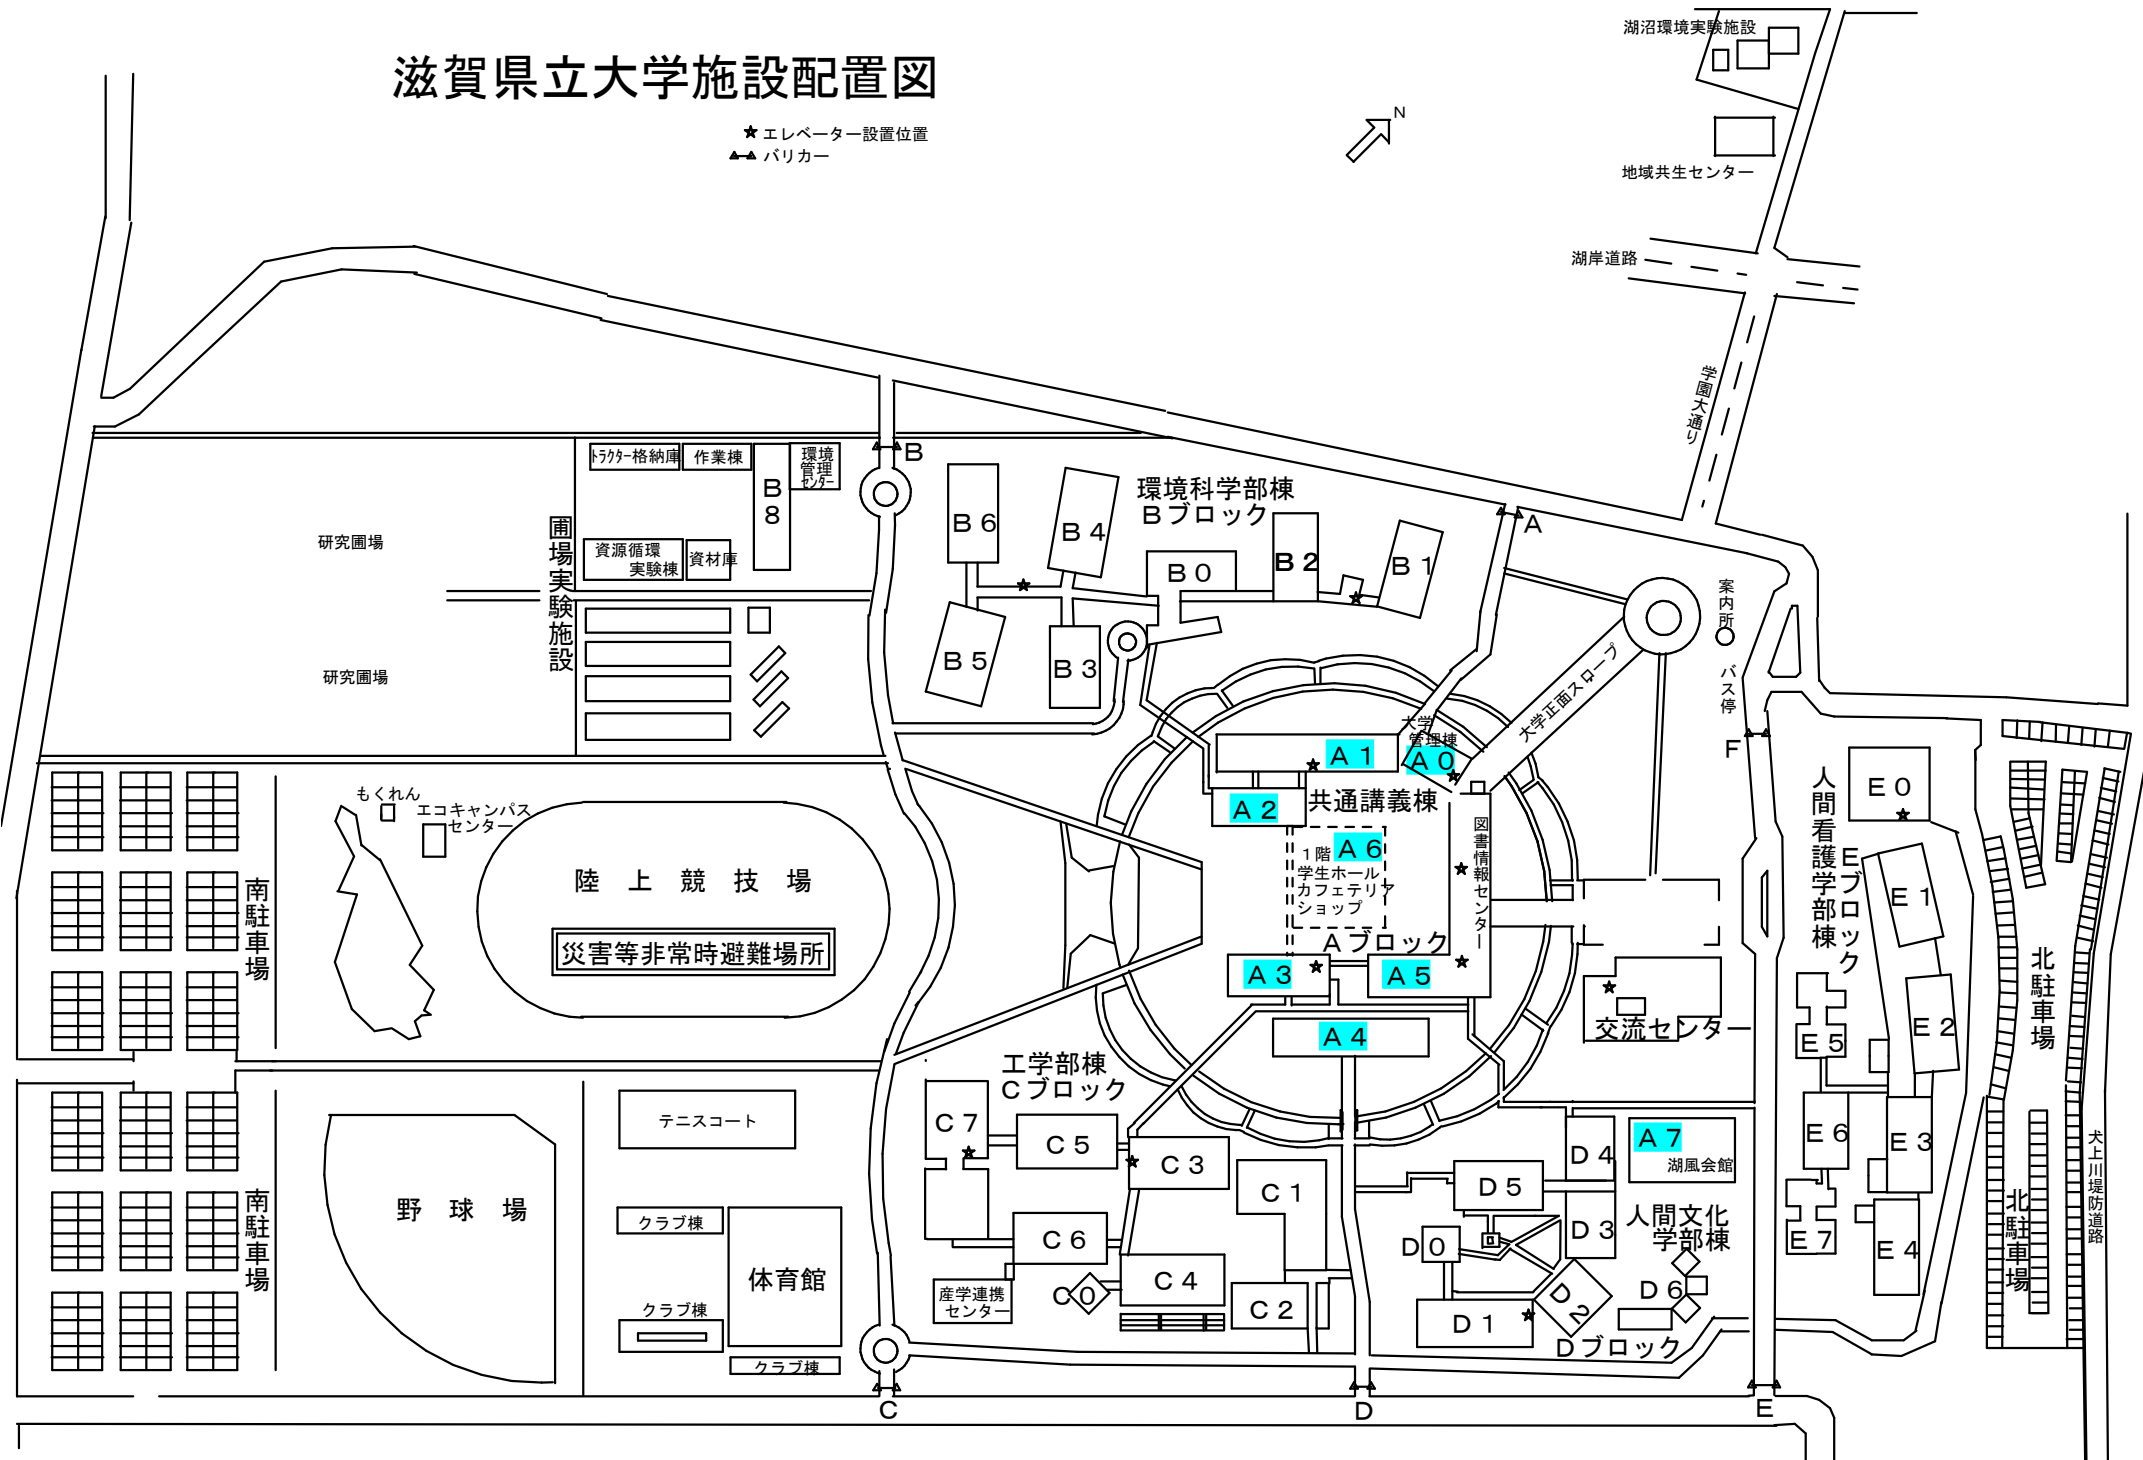 滋賀県立大学施設配置図
★ エレベーター設置位置
バリカー
N
湖沼環境実験施設
地域共生センター
湖岸道路
学園大通り
トラクター格納庫
作業棟
B8
環境
管理
センター
B
資源循環
実験棟
資材庫
圃場実験施設
研究圃場
研究圃場
環境科学部棟
Bブロック
B6
B4
B0
B2
B1
B5
B3
A
案内所
バス停
大学正面スロープ
大学
管理棟
A0
A1
A2
共通講義棟
A6
1階
学生ホール
カフェテリア
ショップ
図書情報センター
Aブロック
A3
A5
A4
F
人間看護学部棟
Eブロック
E0
E1
E2
E5
E6
E3
E7
E4
北駐車場
北駐車場
犬上川堤防道路
交流センター
もくれん
エコキャンパス
センター
陸上競技場
災害等非常時避難場所
南駐車場
南駐車場
野球場
テニスコート
クラブ棟
体育館
クラブ棟
クラブ棟
工学部棟
Cブロック
C7
C5
C3
C1
C6
C4
C0
C2
産学連携
センター
D4
A7
湖風会館
D5
D3
人間文化
学部棟
D0
D6
D2
D1
Dブロック
C
D
E